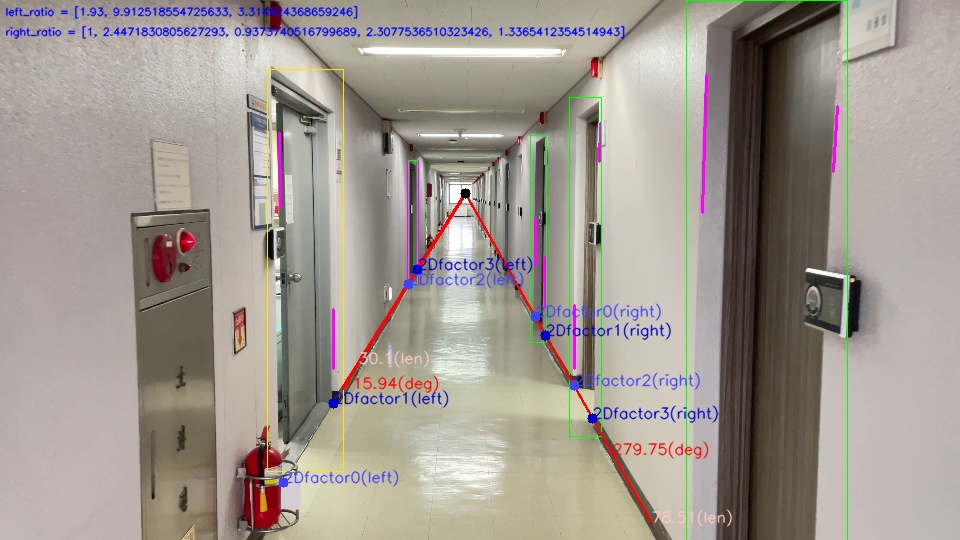 left_ratio = [1.93, 9.912518554725633, 3.314924368659246]
right_ratio = [1, 2.4471830805627293, 0.9373740516799689, 2.3077536510323426, 1.3365412354514943]
2Dfactor3(left)
2Dfactor2(left)
2Dfactor0(right)
2Dfactor1(right)
30.1(len)
15.94(deg)
2Dfactor2(right)
2Dfactor1(left)
2Dfactor3(right)
279.75(deg)
2Dfactor0(left)
78.51(len)